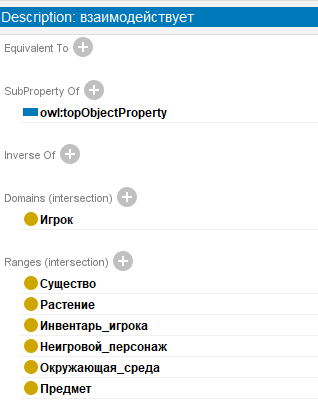 Description: взаимодействует
Equivalent To
SubProperty Of
owl:topObjectProperty
Inverse Of
Domains (intersection)
Игрок
Ranges (intersection)
Существо
Растение
Инвентарь_игрока
Неигровой_персонаж
Окружающая_среда
Предмет